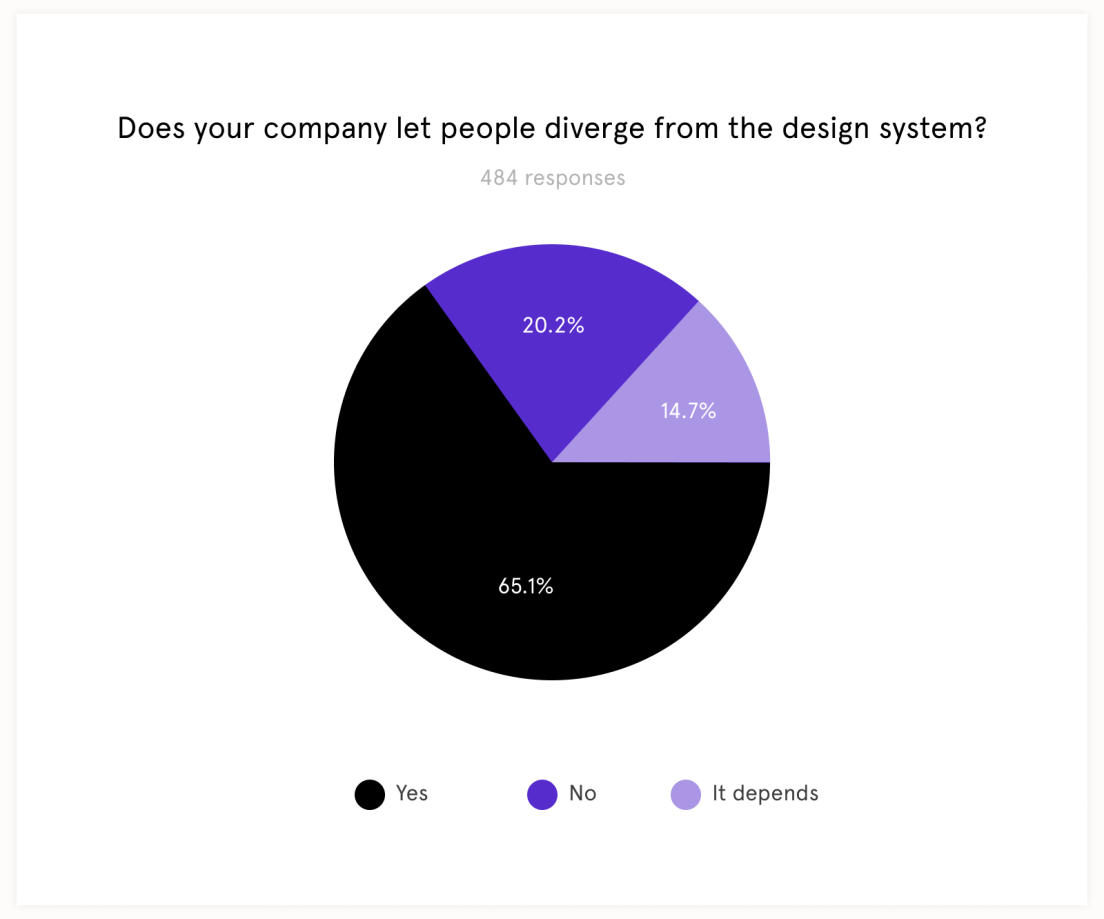 Does your company let people diverge from the design system?
484 responses
20.2%
14.7%
65.1%
Yes
No
It depends